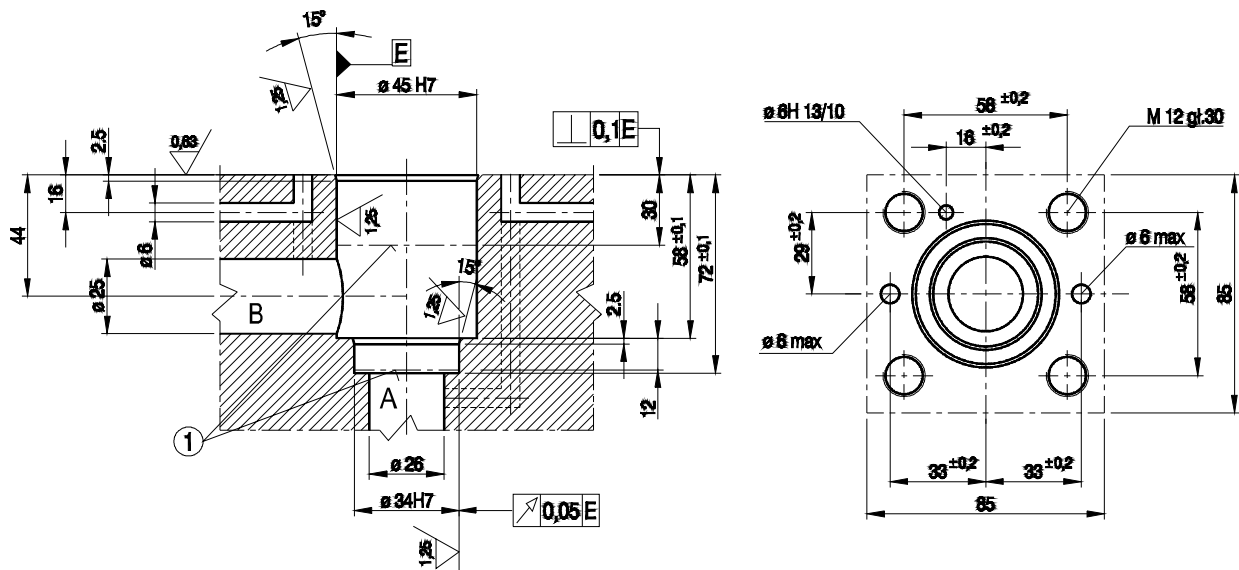 15°
E
1,25
ø 45 H7
0,63
2.5
16
44
ø 6
ø 25
B
1,25
0,1 E
30
58 ±0,1
72 ±0,1
15°
1,25
2.5
12
A
1
ø 26
ø 34H7
0,05 E
1,25
ø 6H 13/10
58 ±0,2
16 ±0,2
M 12 gł.30
29 ±0,2
ø 6 max
58 ±0,2
85
ø 6 max
33 ±0,2
33 ±0,2
85